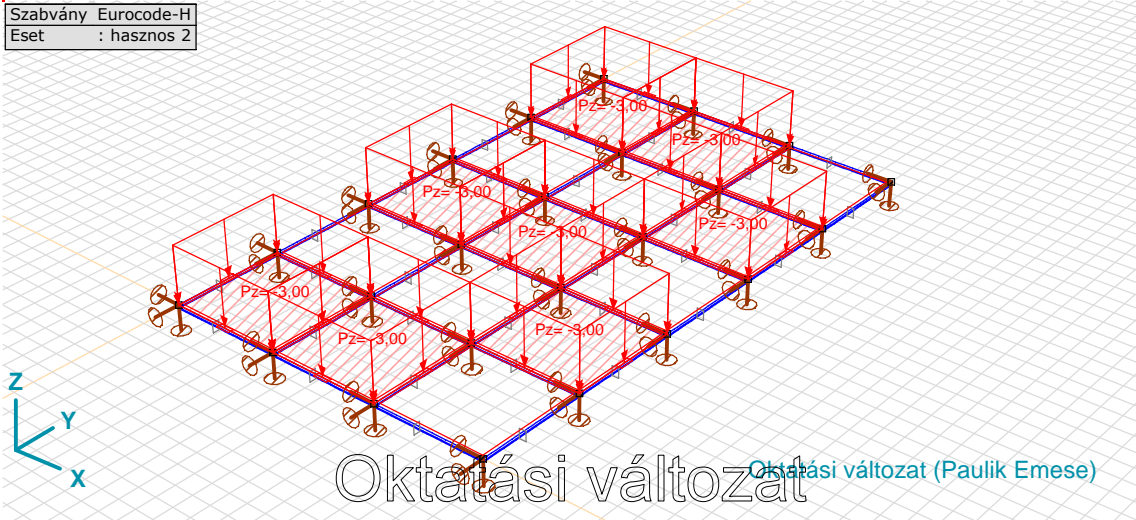 Szabvány Eurocode-H
Eset : hasznos 2
Pz= -3,00
Pz= -3,00
Pz= -3,00
Pz= -3,00
Pz= -3,00
Pz= -3,00
Pz= -3,00
Pz= -3,00
Z
Y
X
Oktatási változat
Oktatási változat (Paulik Emese)